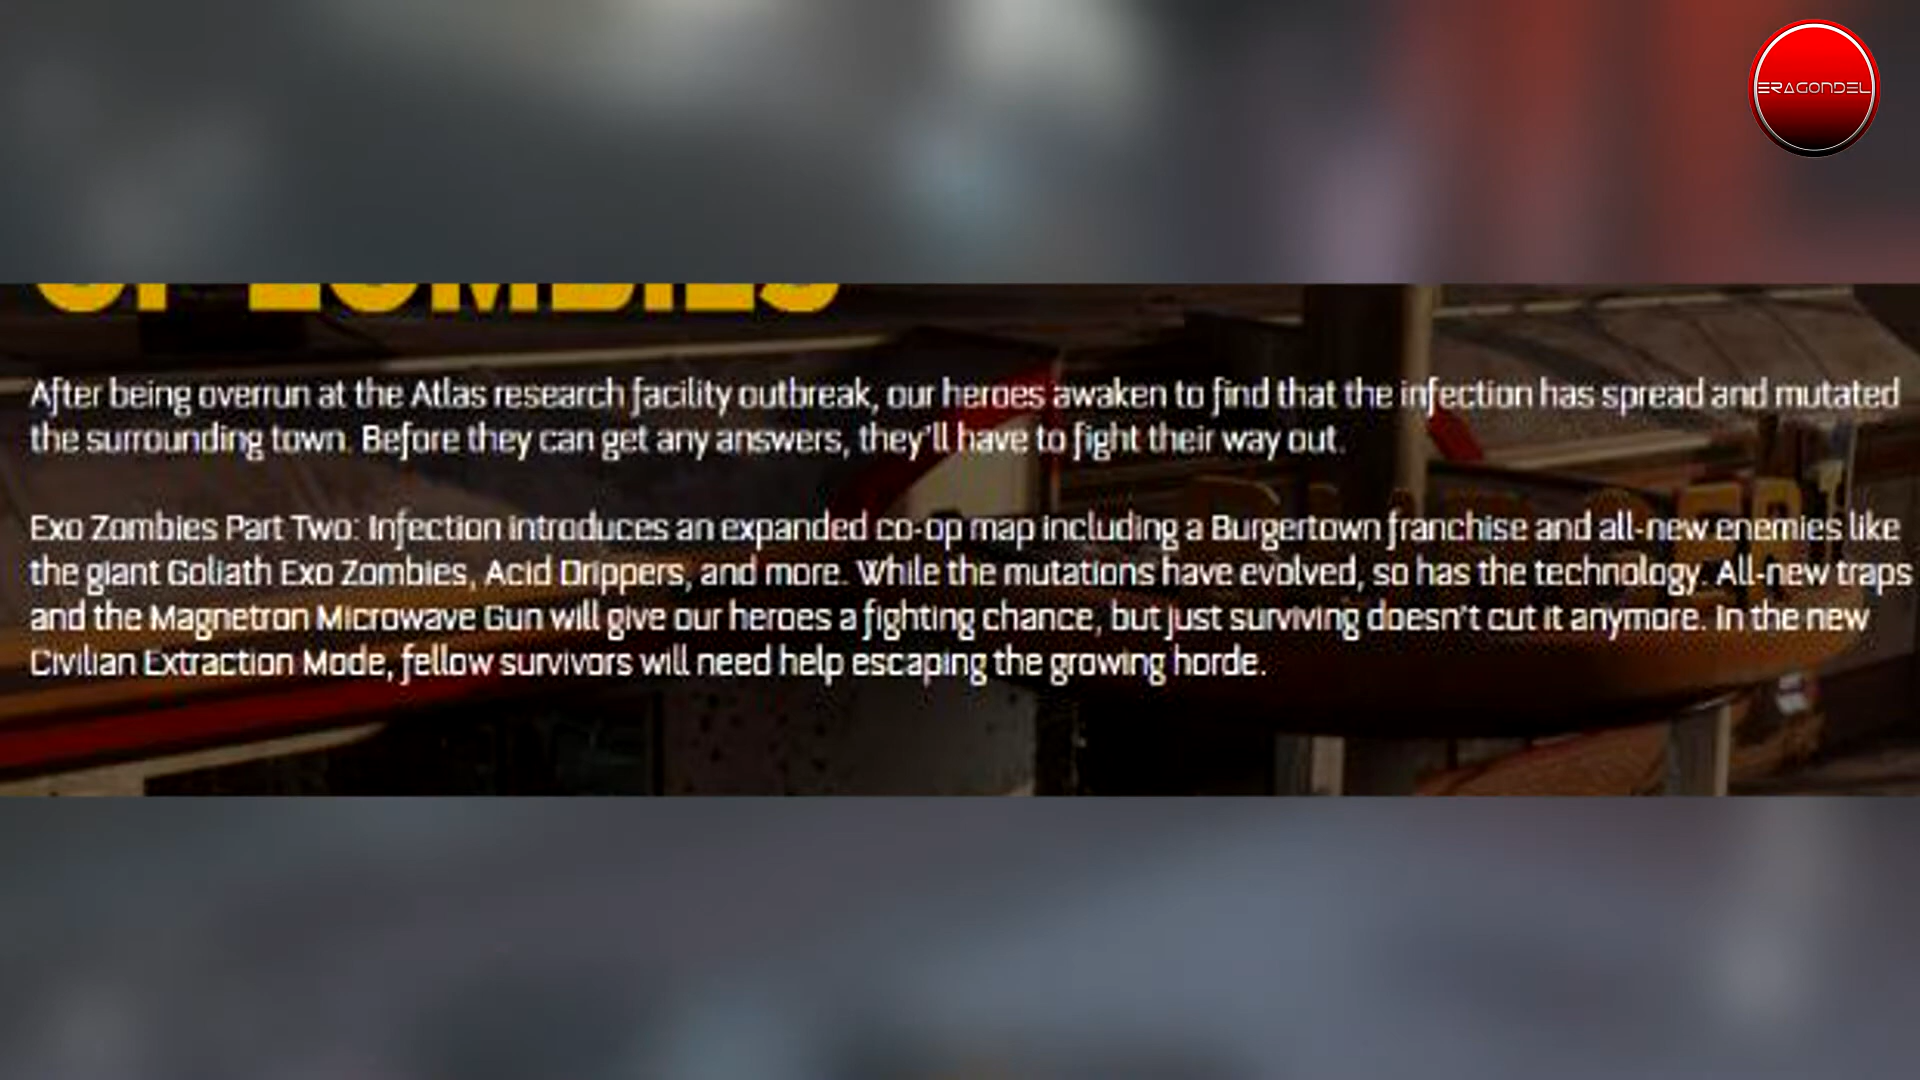 ERAGONDEL
OF ZOMBIES
After being overrun at the Atlas research facility outbreak, our heroes awaken to find that the infection has spread and mutated
the surrounding town. Before they can get any answers, they'll have to fight their way out.
Exo Zombies Part Two: Infection introduces an expanded co-op map including a Burgertown franchise and all-new enemies like
the giant Goliath Exo Zombies, Acid Drippers, and more. While the mutations have evolved, so has the technology. All-new traps
and the Magnetron Microwave Gun will give our heroes a fighting chance, but just surviving doesn't cut it anymore. In the new
Civilian Extraction Mode, fellow survivors will need help escaping the growing horde.